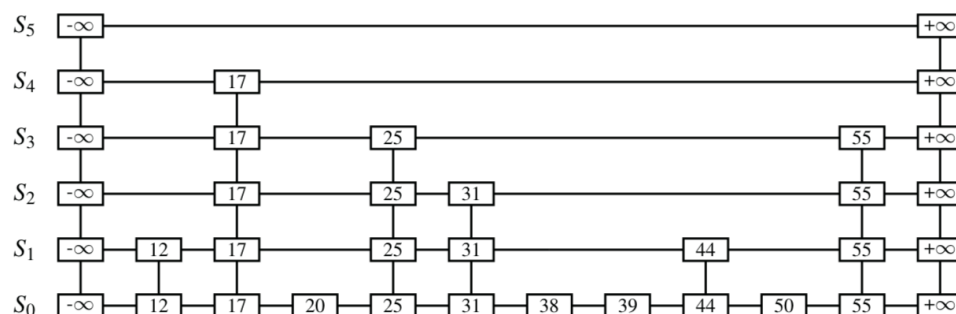 S5 -∞ +∞
S4 -∞ 17 +∞
S3 -∞ 17 25 55 +∞
S2 -∞ 17 25 31 55 +∞
S1 -∞ 12 17 25 31 44 55 +∞
S0 -∞ 12 17 20 25 31 38 39 44 50 55 +∞